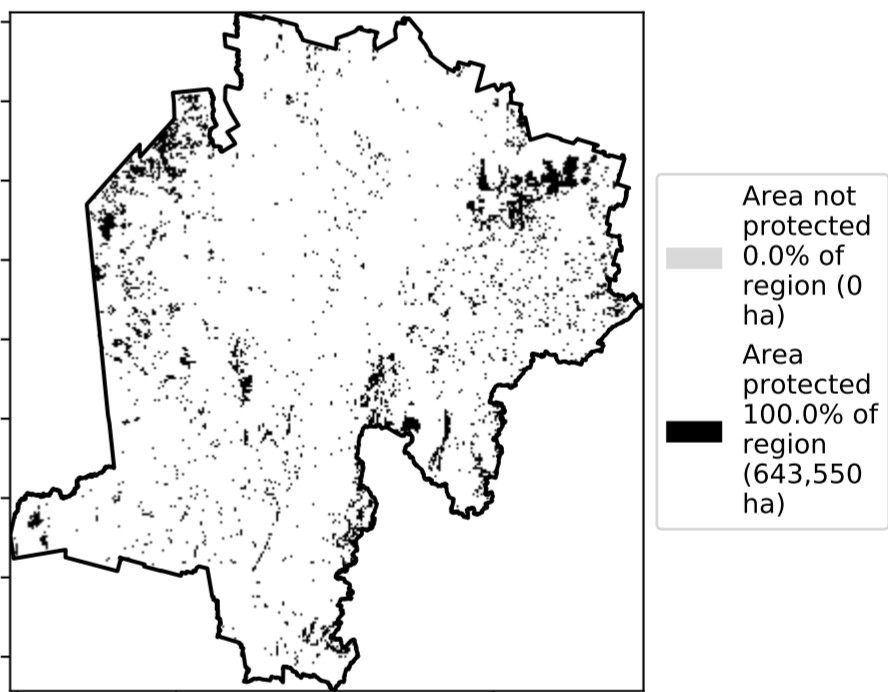 Area not
protected
0.0% of
region (0
ha)
Area
protected
100.0% of
region
(643,550
ha)